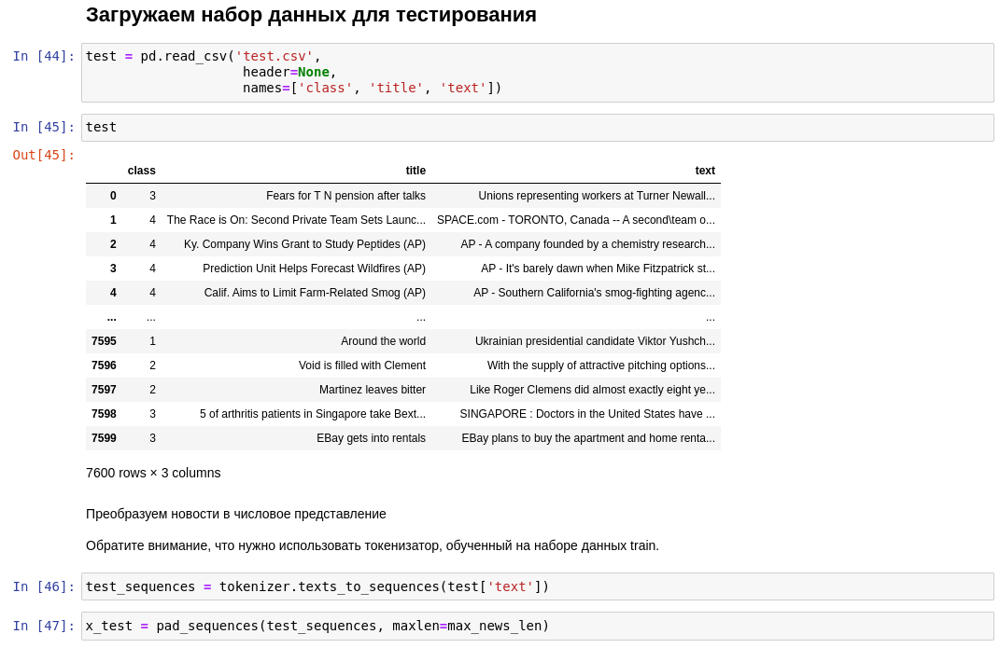 Загружаем набор данных для тестирования
In [44]: test = pd.read_csv('test.csv',
header=None,
names=['class', 'title', 'text'])
In [45]: test
Out[45]:
class title text
0 3 Fears for T N pension after talks Unions representing workers at Turner Newall...
1 4 The Race is On: Second Private Team Sets Launc... SPACE.com - TORONTO, Canada -- A second\team o...
2 4 Ky. Company Wins Grant to Study Peptides (AP) AP - A company founded by a chemistry research...
3 4 Prediction Unit Helps Forecast Wildfires (AP) AP - It's barely dawn when Mike Fitzpatrick st...
4 4 Calif. Aims to Limit Farm-Related Smog (AP) AP - Southern California's smog-fighting agenc...
... ... ... ...
7595 1 Around the world Ukrainian presidential candidate Viktor Yushch...
7596 2 Void is filled with Clement With the supply of attractive pitching options...
7597 2 Martinez leaves bitter Like Roger Clemens did almost exactly eight ye...
7598 3 5 of arthritis patients in Singapore take Bext... SINGAPORE : Doctors in the United States have ...
7599 3 EBay gets into rentals EBay plans to buy the apartment and home renta...
7600 rows × 3 columns
Преобразуем новости в числовое представление
Обратите внимание, что нужно использовать токенизатор, обученный на наборе данных train.
In [46]: test_sequences = tokenizer.texts_to_sequences(test['text'])
In [47]: x_test = pad_sequences(test_sequences, maxlen=max_news_len)